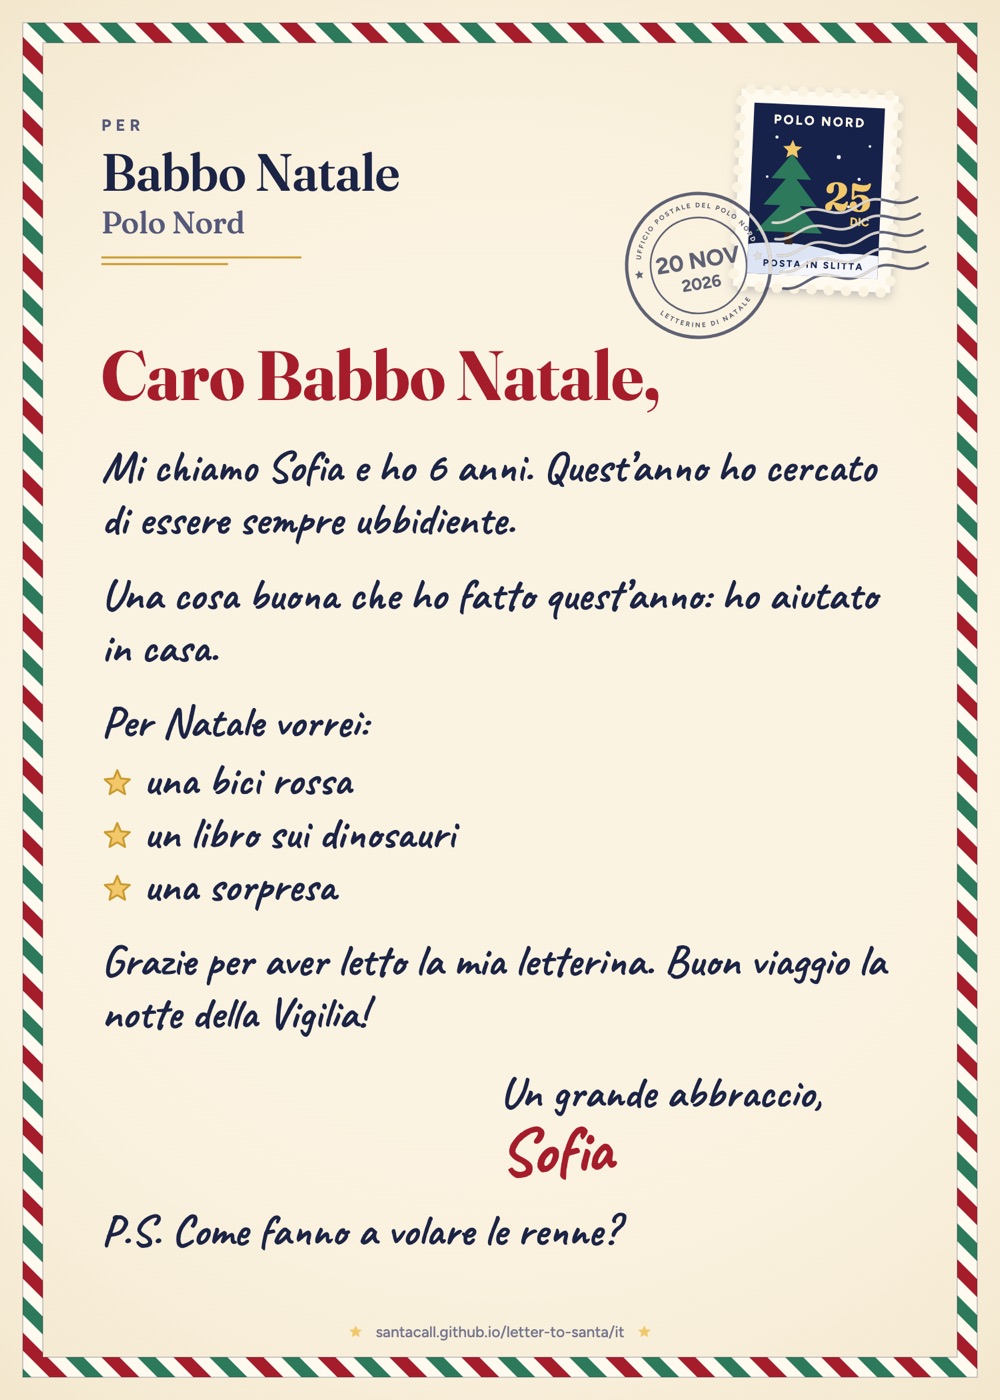 PER
Babbo Natale
Polo Nord
POLO NORD
25
DIC
POSTA IN SLITTA
UFFICIO POSTALE DEL POLO NORD
20 NOV
2026
LETTERINE DI NATALE
Caro Babbo Natale,
Mi chiamo Sofia e ho 6 anni. Quest’anno ho cercato
di essere sempre ubbidiente.
Una cosa buona che ho fatto quest’anno: ho aiutato
in casa.
Per Natale vorrei:
una bici rossa
un libro sui dinosauri
una sorpresa
Grazie per aver letto la mia letterina. Buon viaggio la
notte della Vigilia!
Un grande abbraccio,
Sofia
P.S. Come fanno a volare le renne?
santacall.github.io/letter-to-santa/it